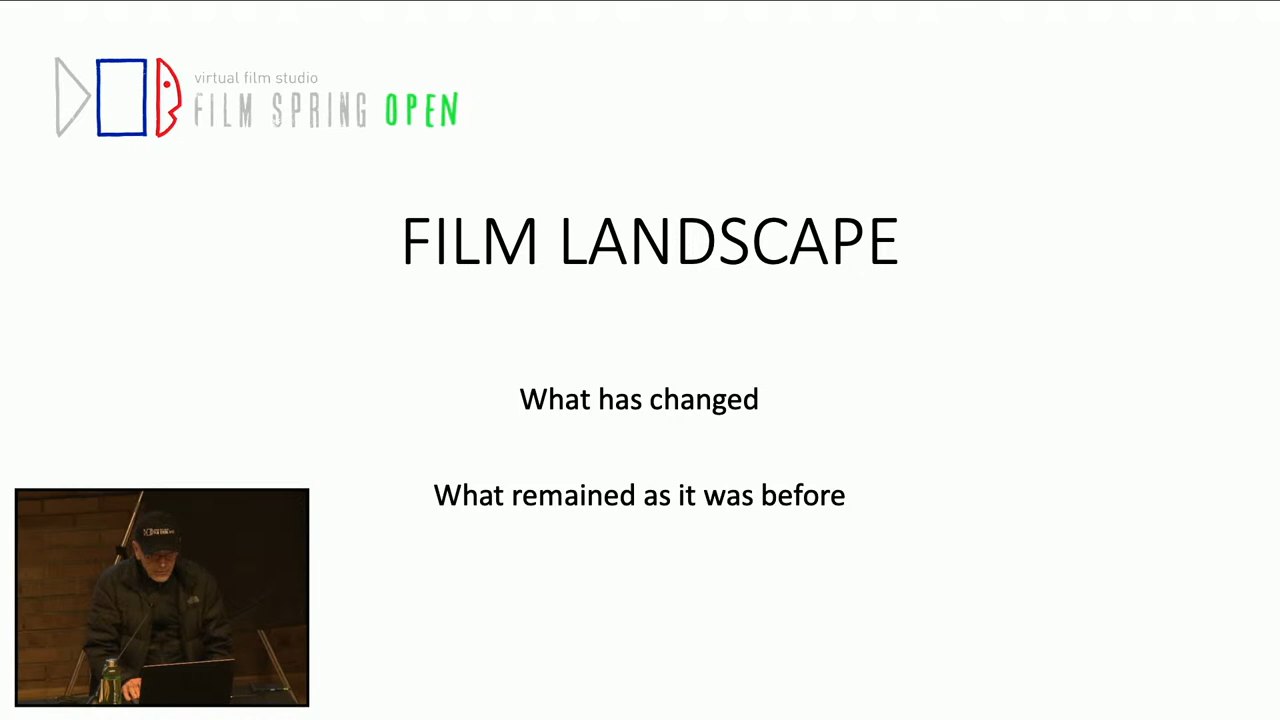 virtual film studio
FILM SPRING OPEN
FILM LANDSCAPE
What has changed
What remained as it was before